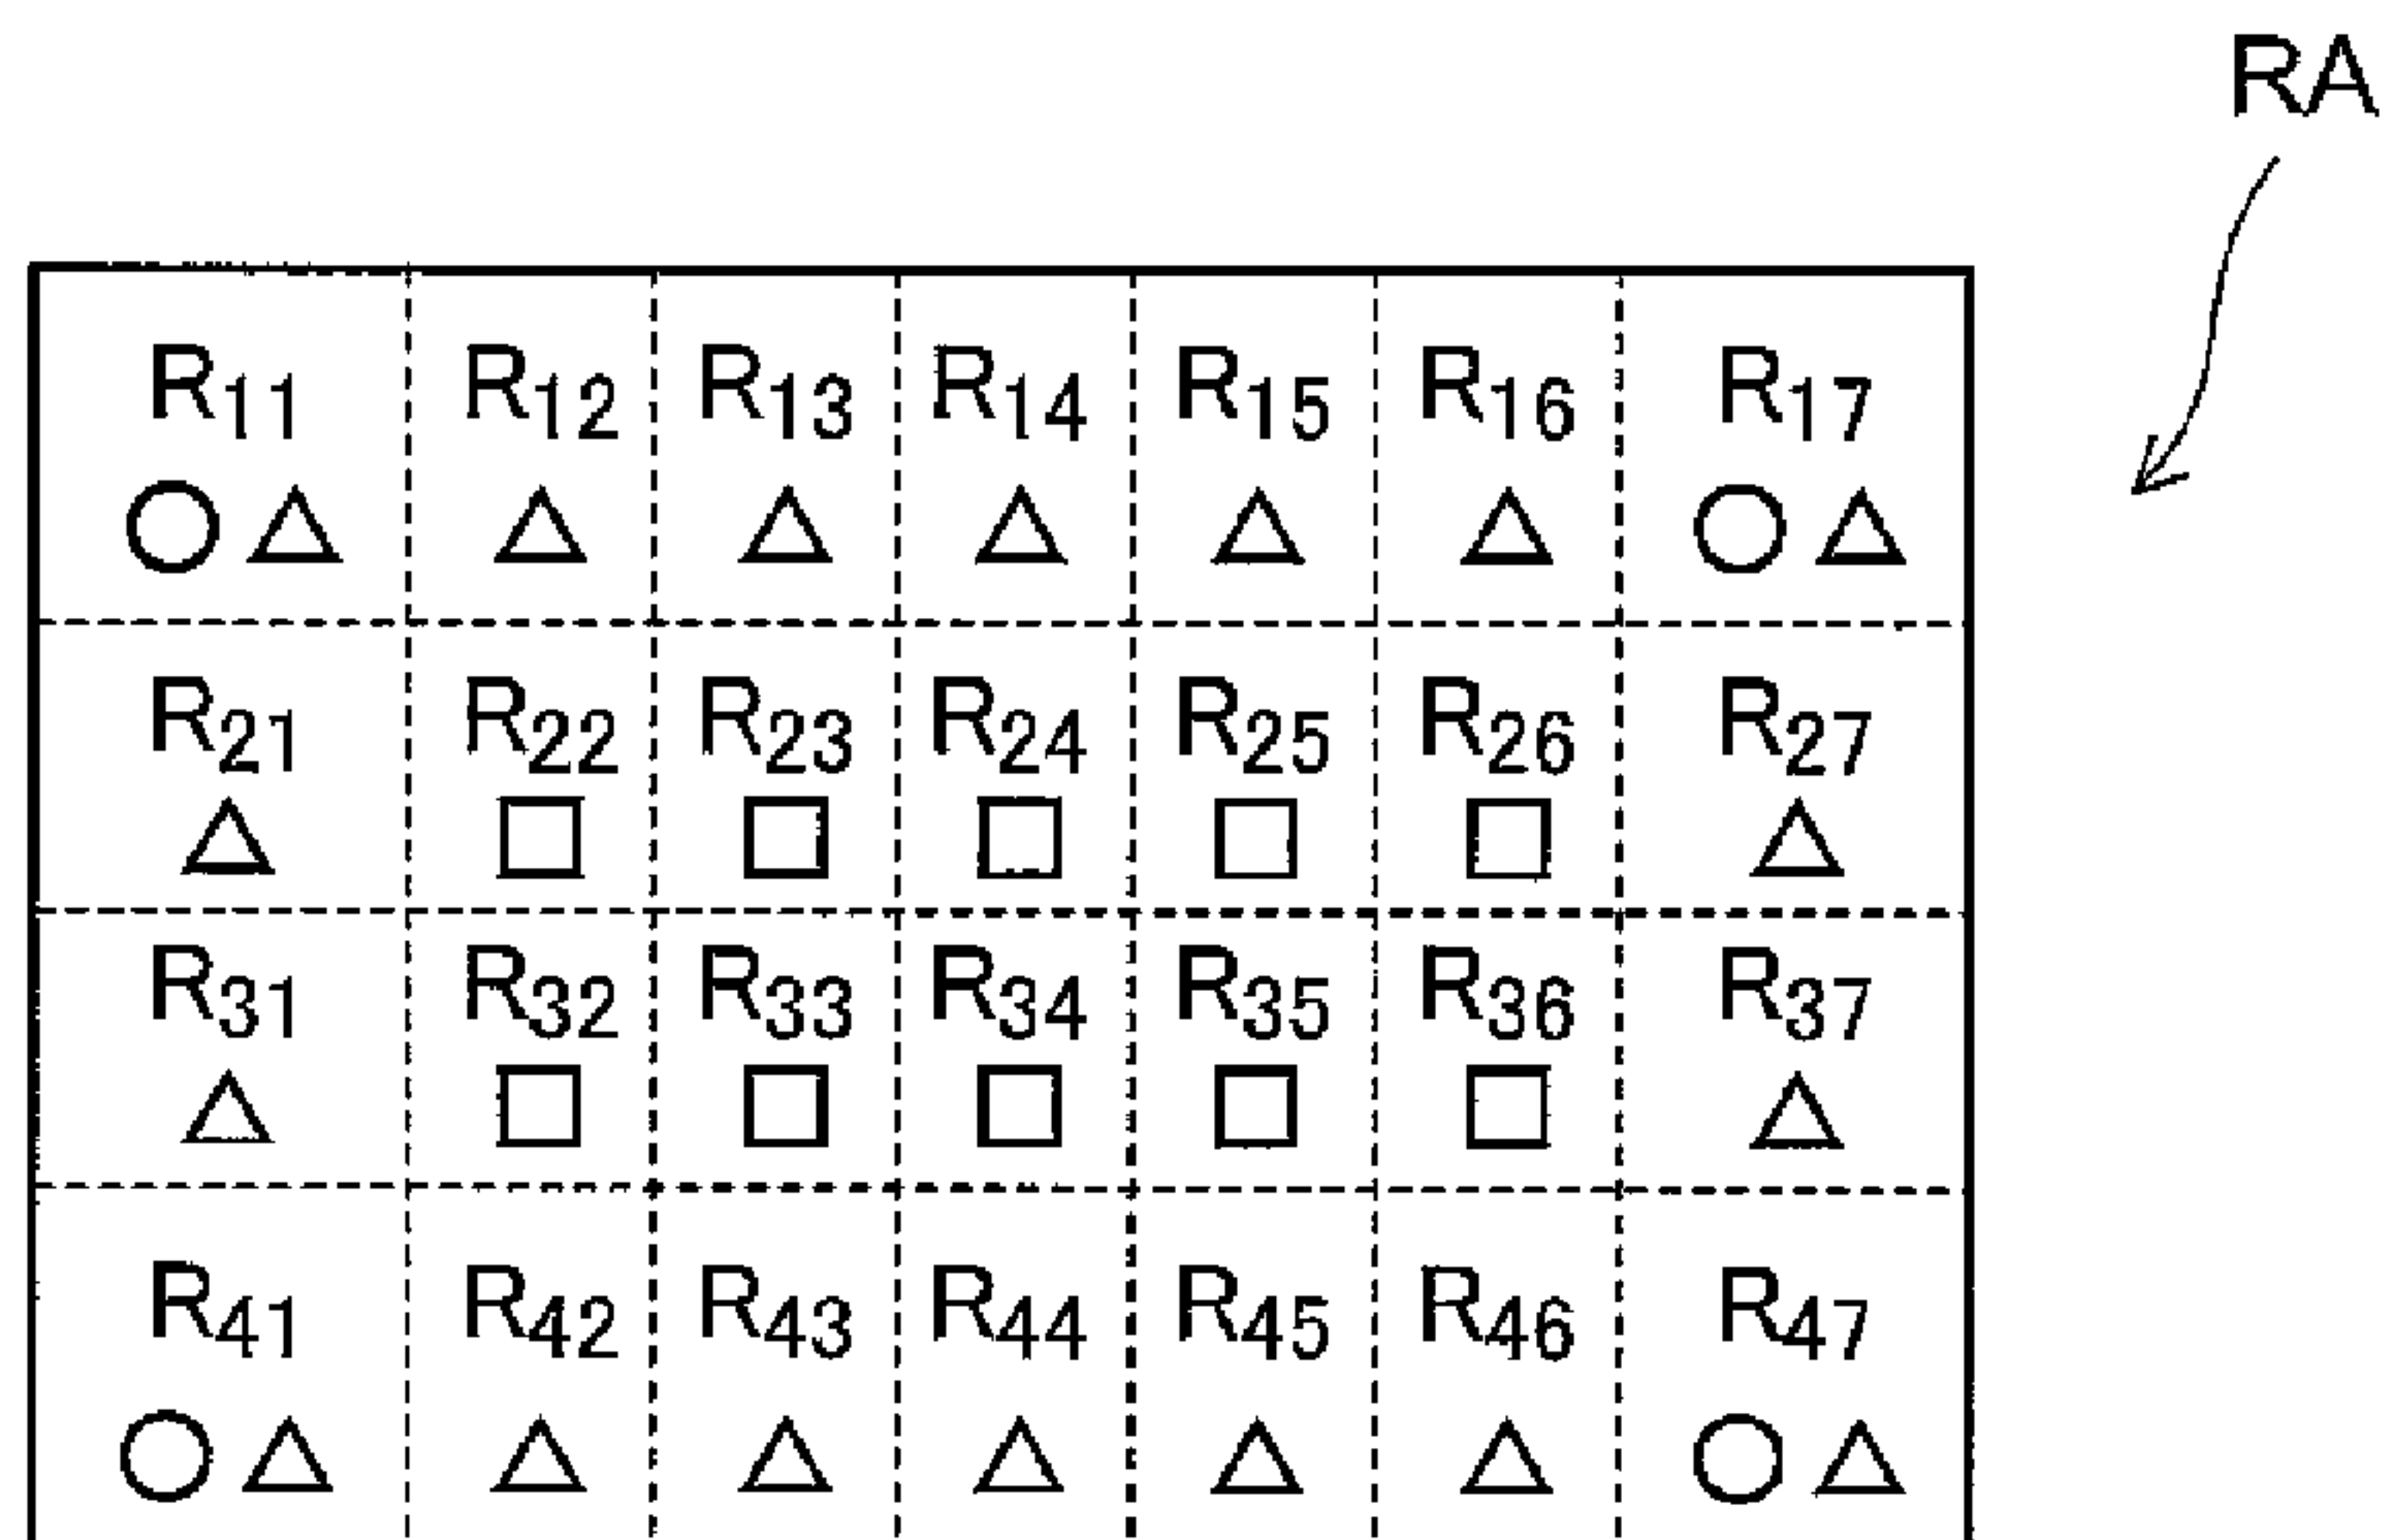 RA
R11 R12 R13 R14 R15 R16 R17
R21 R22 R23 R24 R25 R26 R27
R31 R32 R33 R34 R35 R36 R37
R41 R42 R43 R44 R45 R46 R47